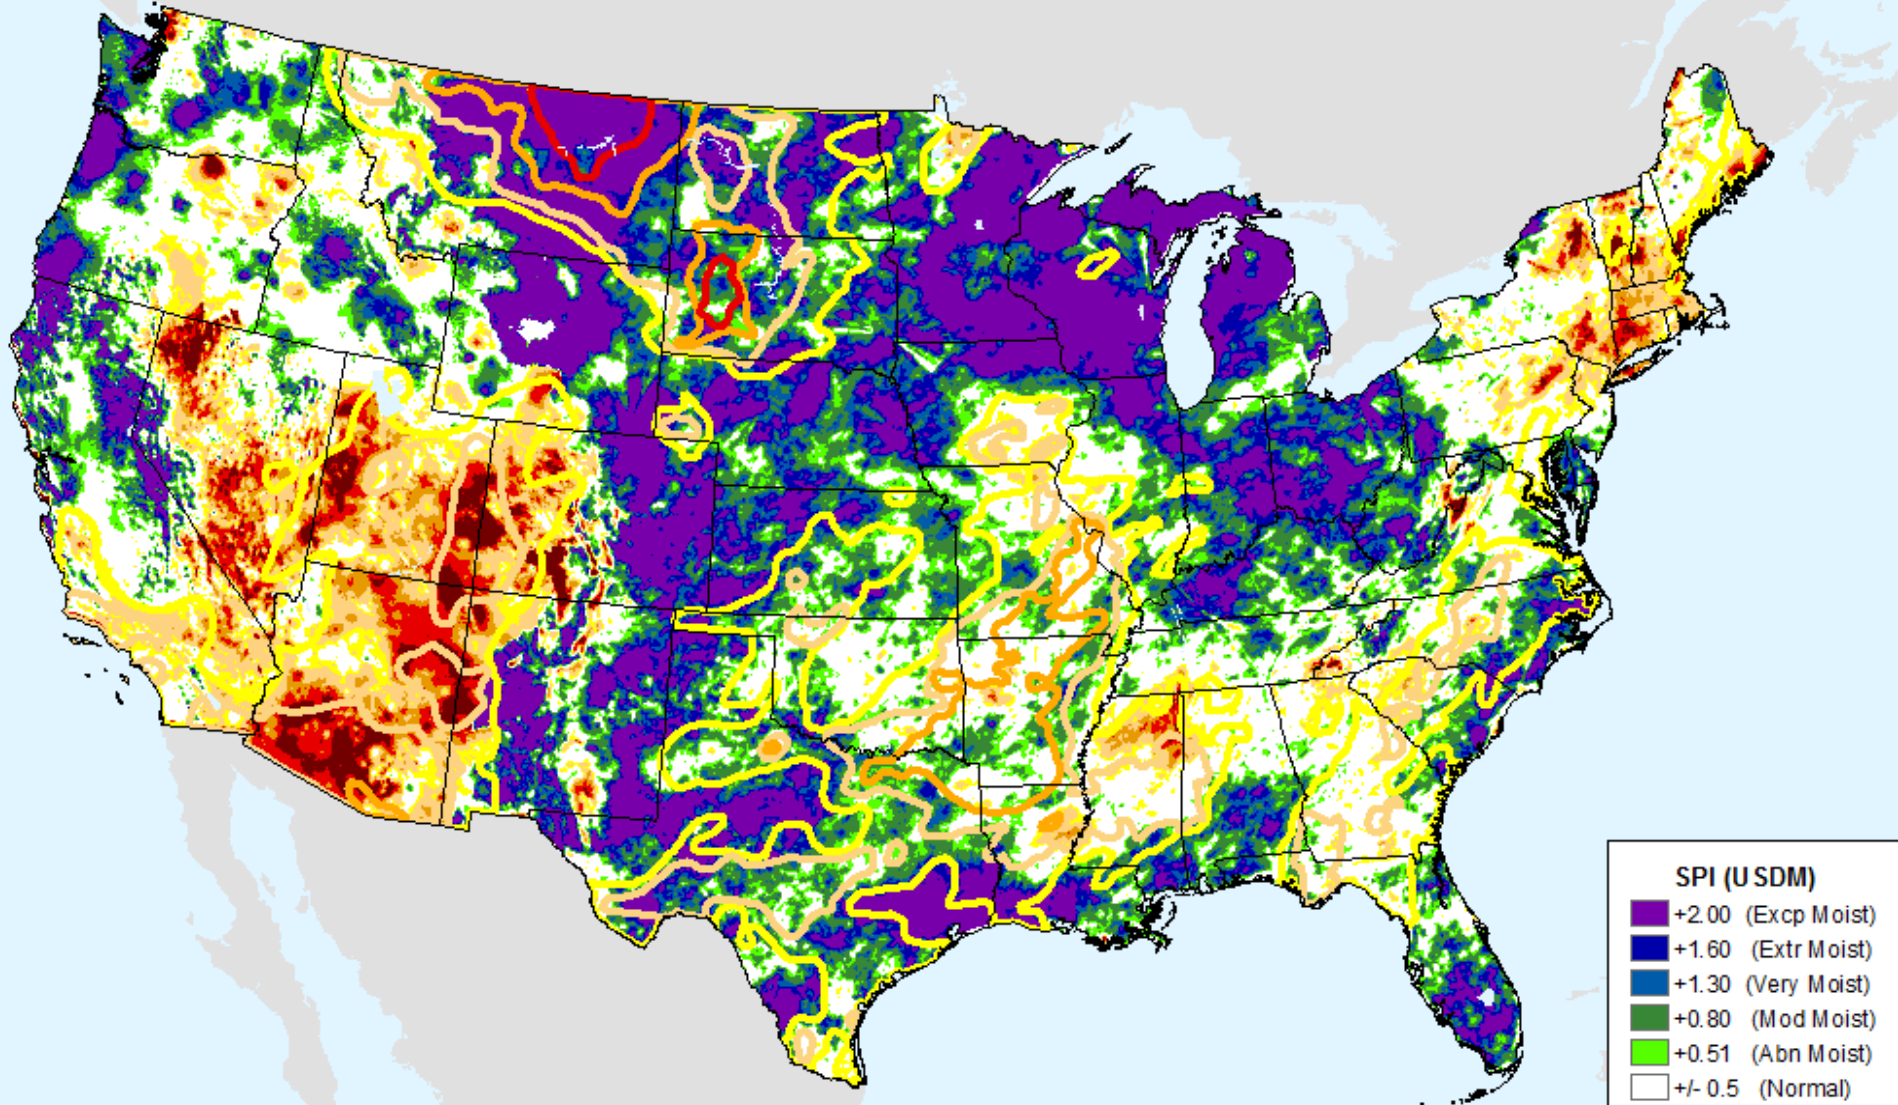 SPI (USDM)
+2.00 (Excp Moist)
+1.60 (Extr Moist)
+1.30 (Very Moist)
+0.80 (Mod Moist)
+0.51 (Abn Moist)
+/- 0.5 (Normal)